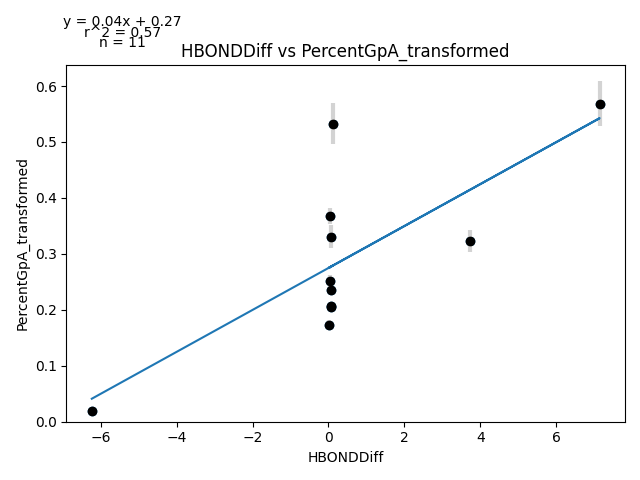 y = 0.04x + 0.27
r^2 = 0.57
n = 11
HBONDDiff vs PercentGpA_transformed
PercentGpA_transformed
0.6
0.5
0.4
0.3
0.2
0.1
0.0
−6
−4
−2
0
2
4
6
HBONDDiff